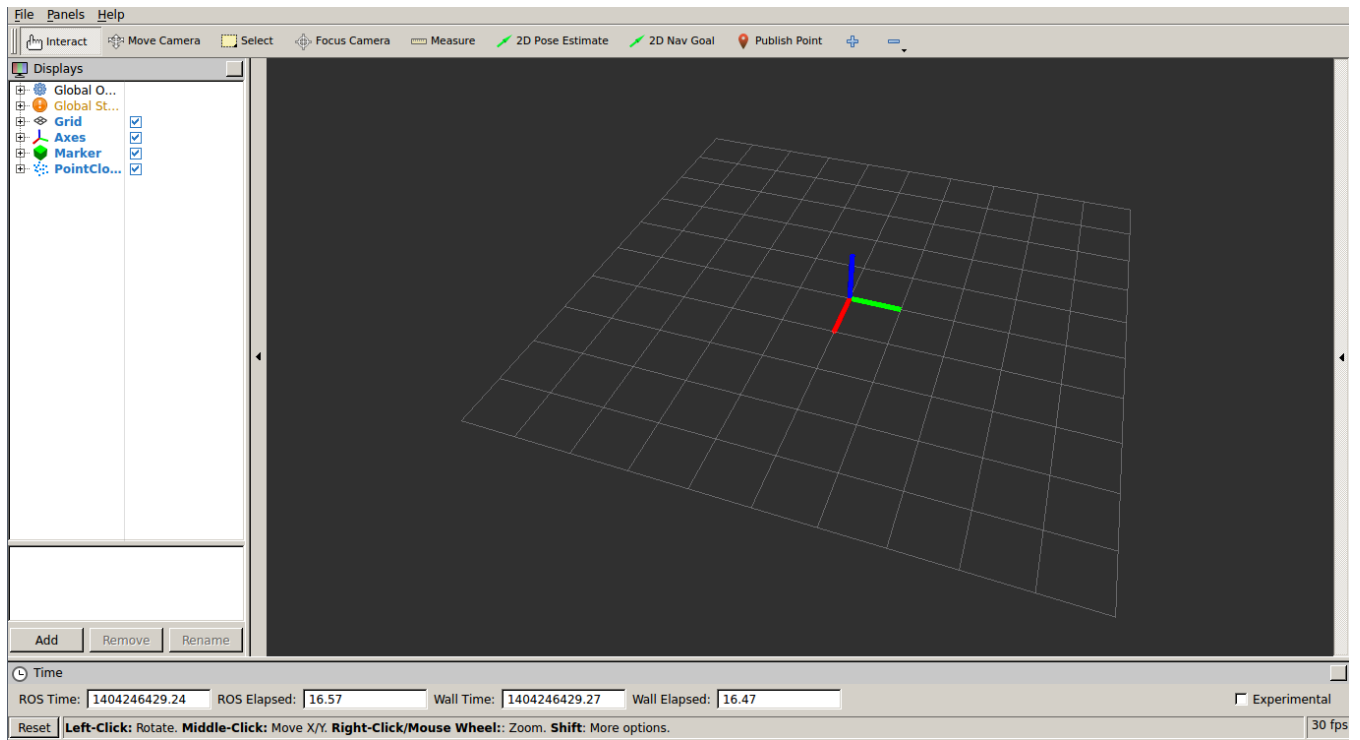 File Panels Help
Interact Move Camera Select Focus Camera Measure 2D Pose Estimate 2D Nav Goal Publish Point
Displays
Global O...
Global St...
Grid
Axes
Marker
PointClo...
Add Remove Rename
Time
ROS Time: 1404246429.24 ROS Elapsed: 16.57 Wall Time: 1404246429.27 Wall Elapsed: 16.47 Experimental
Reset Left-Click: Rotate. Middle-Click: Move X/Y. Right-Click/Mouse Wheel:: Zoom. Shift: More options. 30 fps